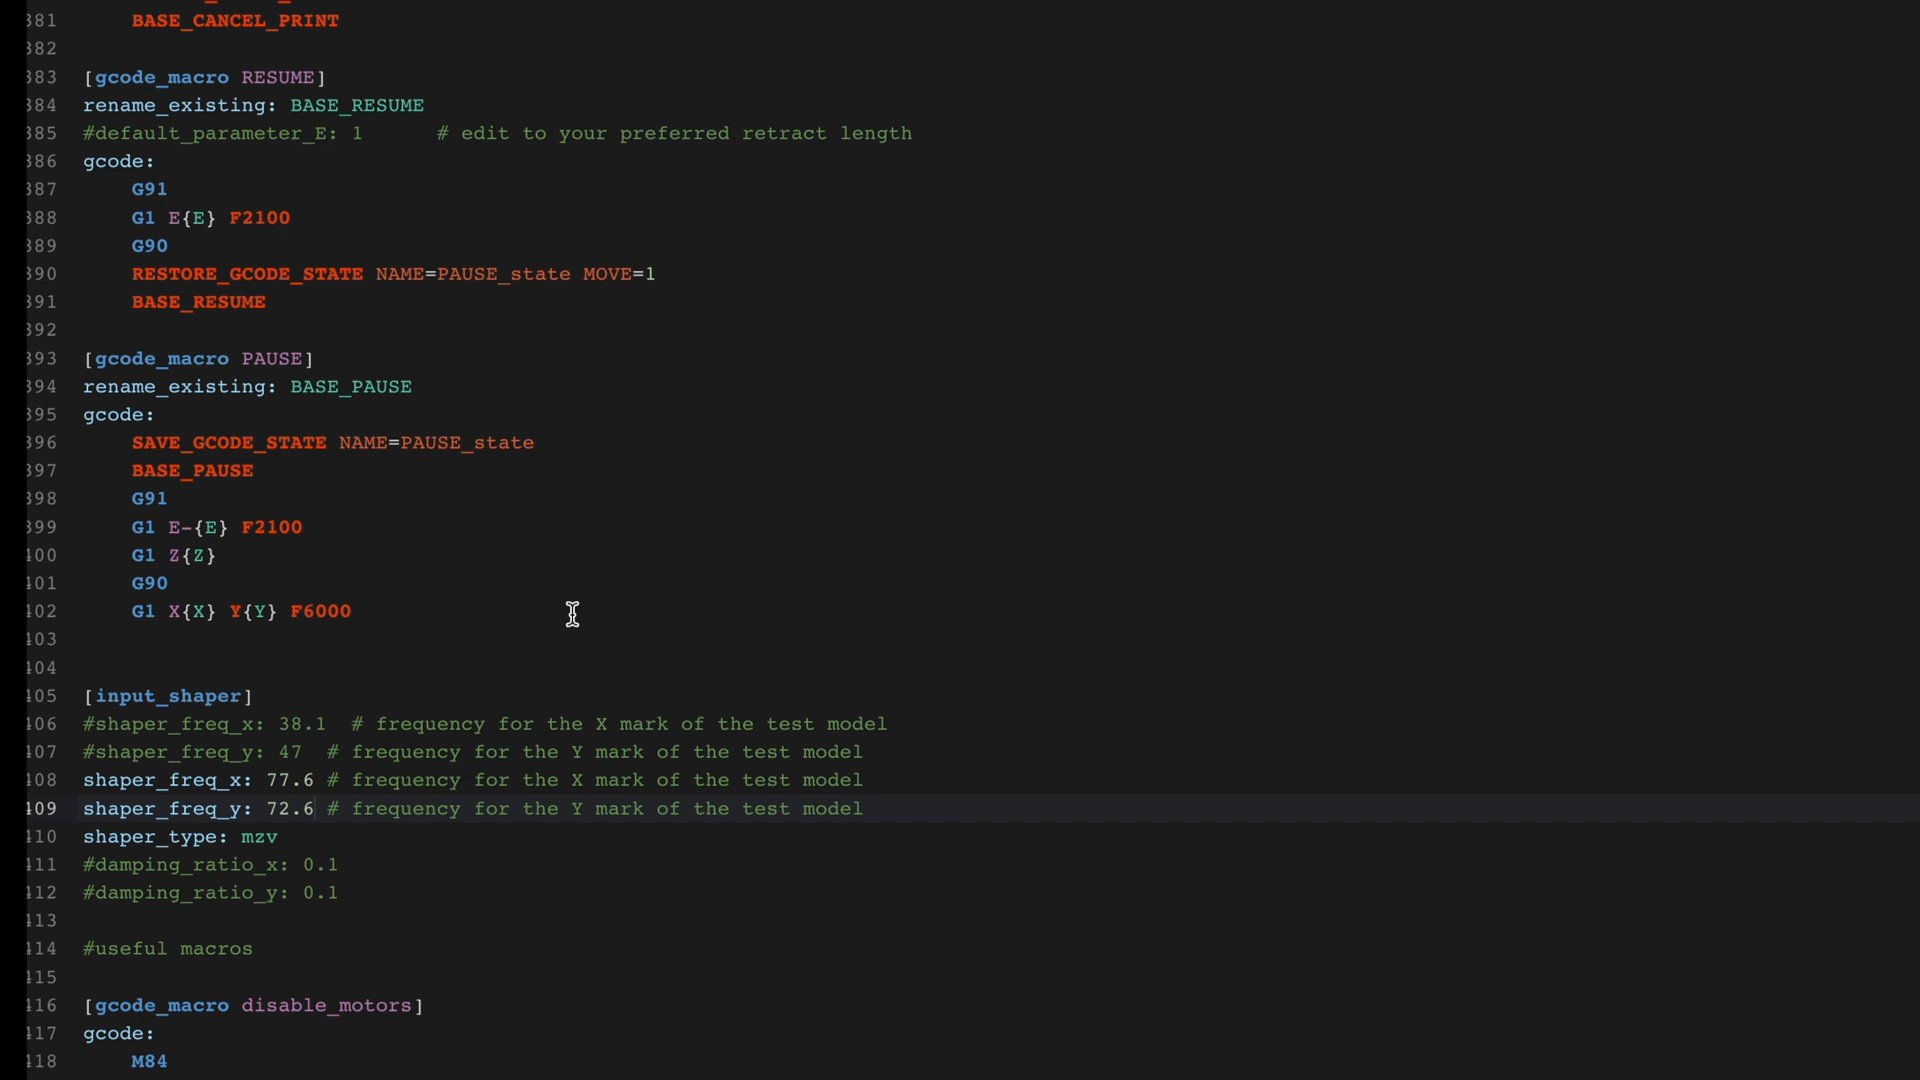 381 BASE_CANCEL_PRINT
382
383 [gcode_macro RESUME]
384 rename_existing: BASE_RESUME
385 #default_parameter_E: 1      # edit to your preferred retract length
386 gcode:
387     G91
388     G1 E{E} F2100
389     G90
390     RESTORE_GCODE_STATE NAME=PAUSE_state MOVE=1
391     BASE_RESUME
392
393 [gcode_macro PAUSE]
394 rename_existing: BASE_PAUSE
395 gcode:
396     SAVE_GCODE_STATE NAME=PAUSE_state
397     BASE_PAUSE
398     G91
399     G1 E-{E} F2100
400     G1 Z{Z}
401     G90
402     G1 X{X} Y{Y} F6000
403
404
405 [input_shaper]
406 #shaper_freq_x: 38.1  # frequency for the X mark of the test model
407 #shaper_freq_y: 47  # frequency for the Y mark of the test model
408 shaper_freq_x: 77.6 # frequency for the X mark of the test model
409 shaper_freq_y: 72.6 # frequency for the Y mark of the test model
410 shaper_type: mzv
411 #damping_ratio_x: 0.1
412 #damping_ratio_y: 0.1
413
414 #useful macros
415
416 [gcode_macro disable_motors]
417 gcode:
418     M84